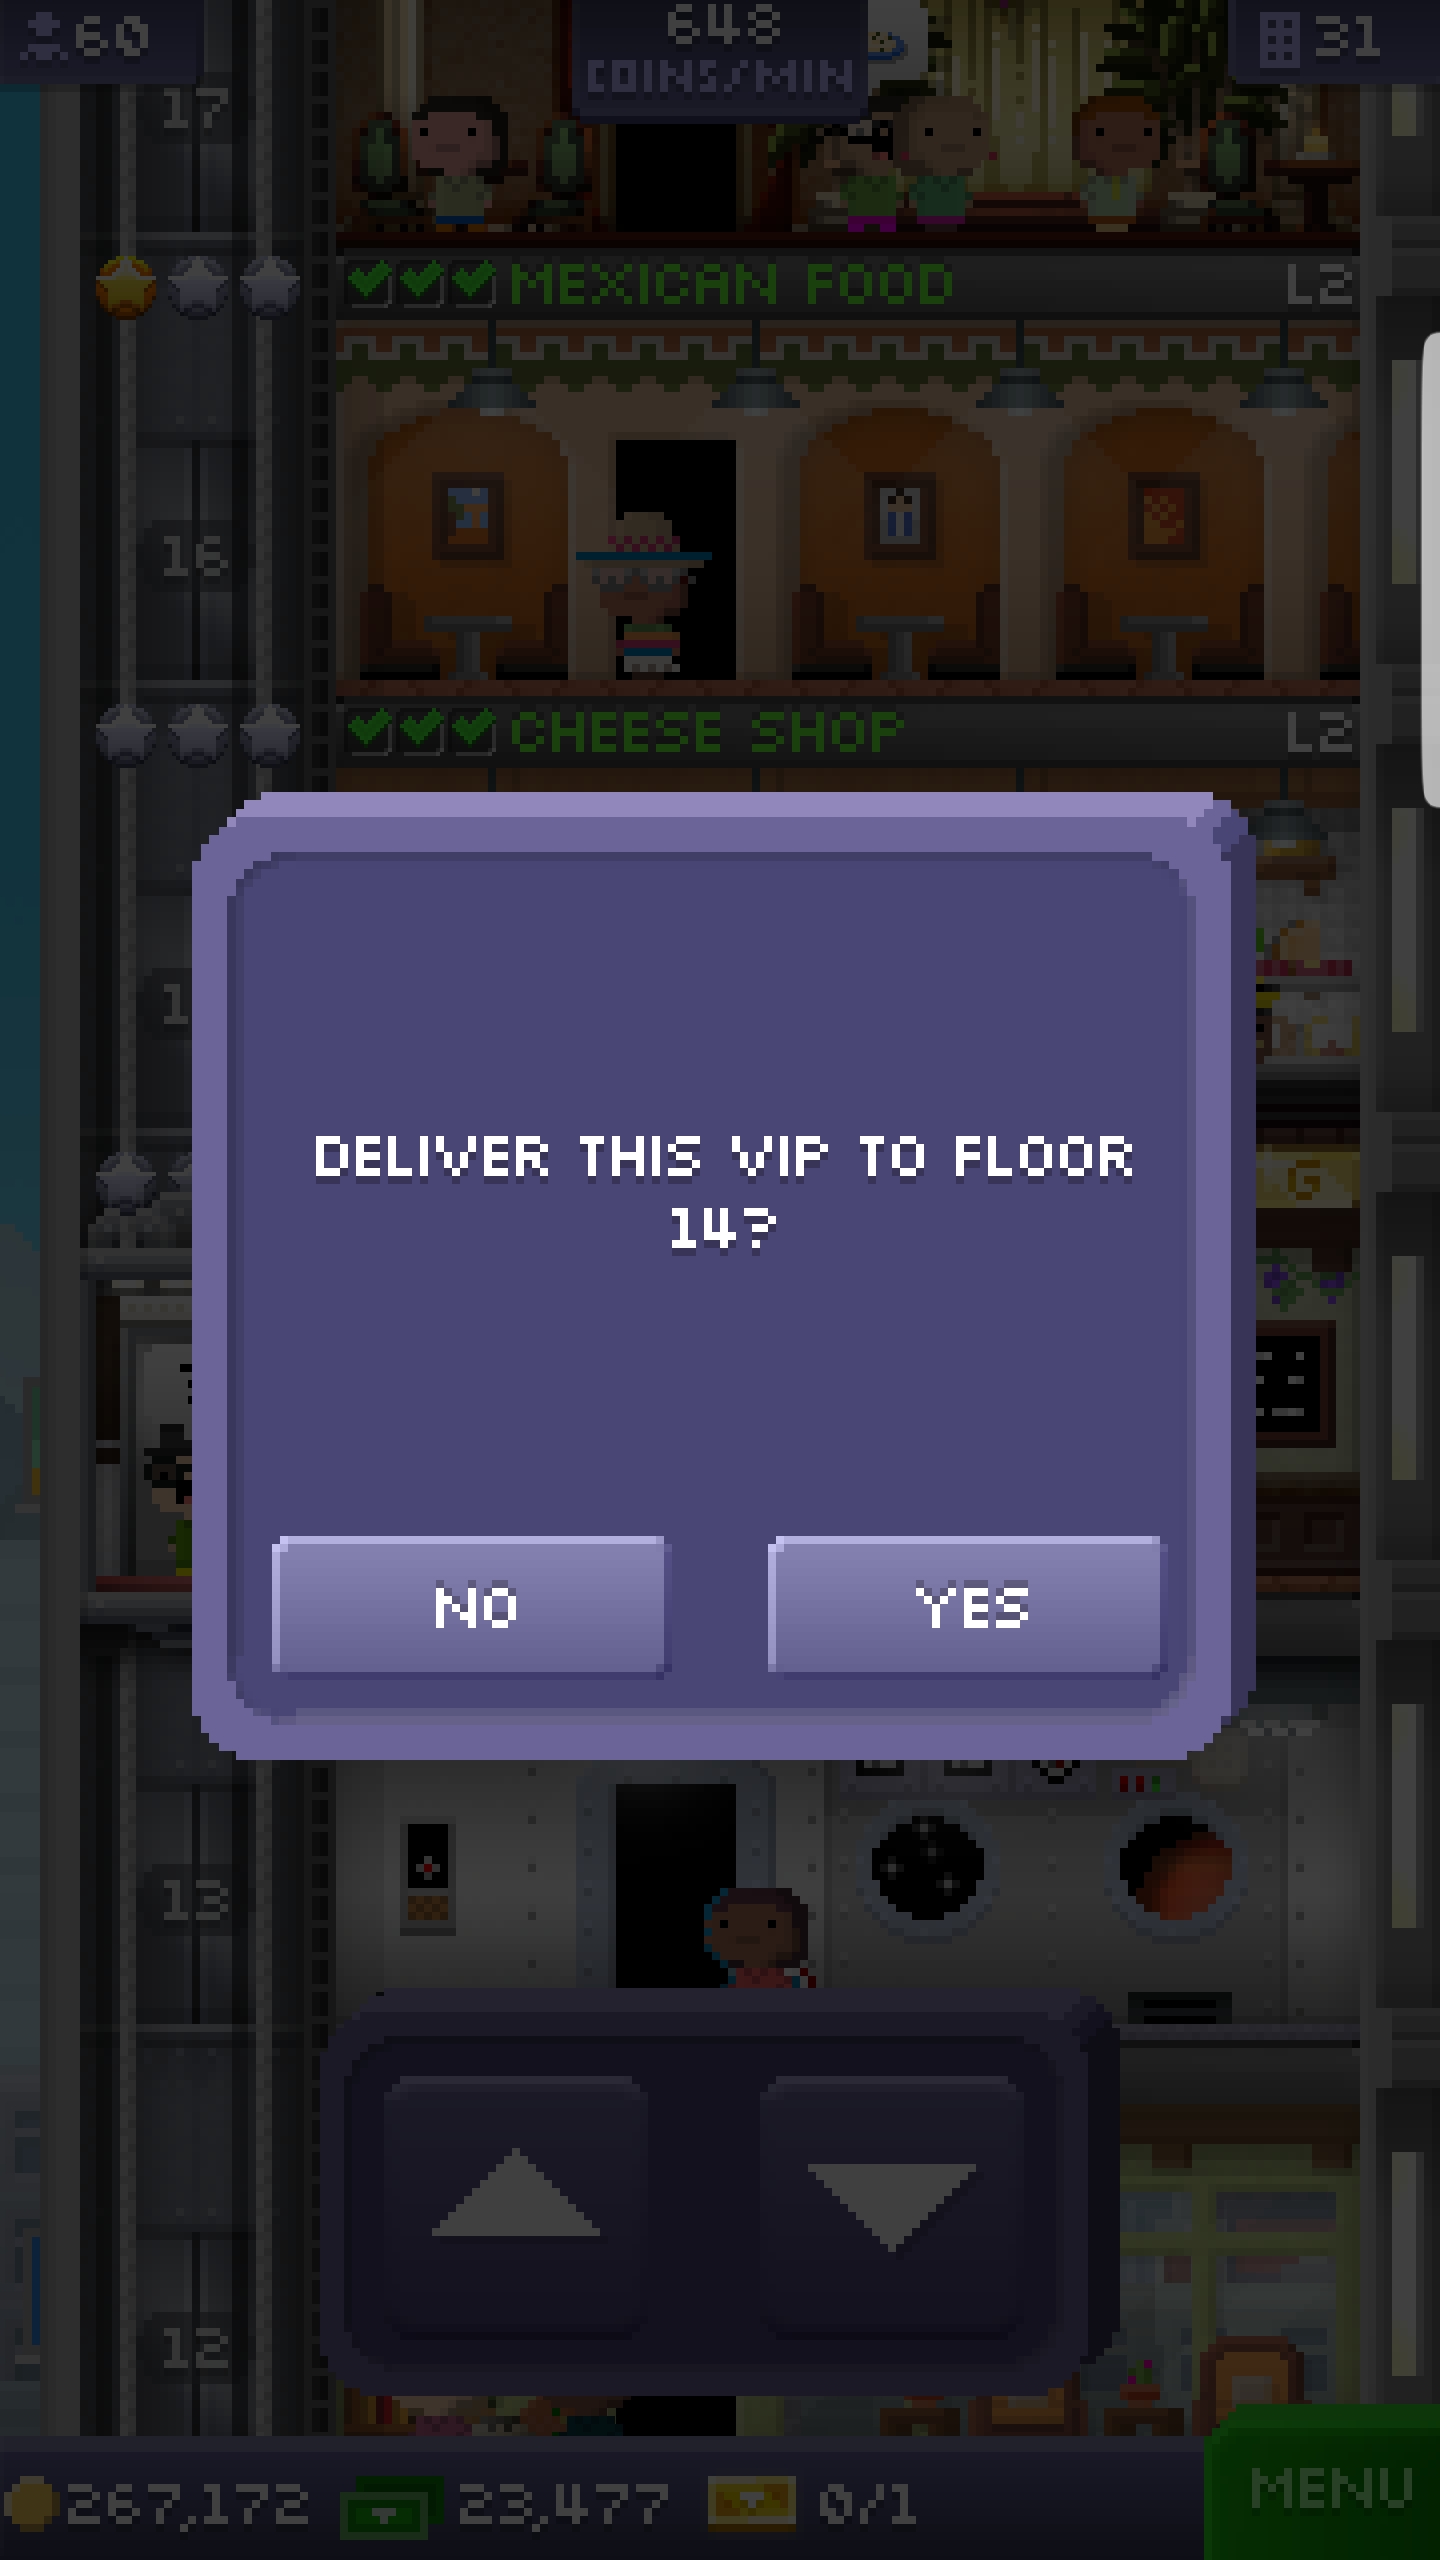 60
648
COINS/MIN
31
17
MEXICAN FOOD L2
16
CHEESE SHOP L2
1
DELIVER THIS VIP TO FLOOR
14?
G
NO YES
13
12
267,172 23,477 0/1
MENU